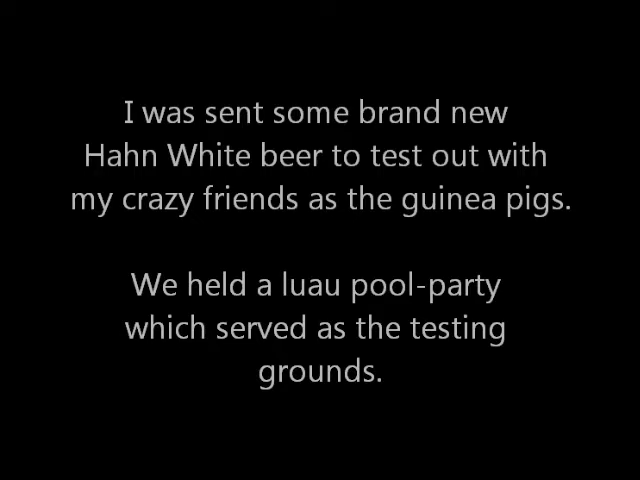 I was sent some brand new
Hahn White beer to test out with
my crazy friends as the guinea pigs.
We held a luau pool-party
which served as the testing
grounds.